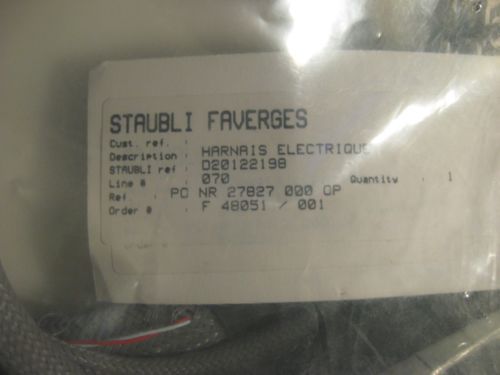 STAUBLI FAVERGES
Cust. ref. :
Description : HARNAIS ELECTRIQUE
STAUBLI ref : D20122198
Line # : 070 Quantity : 1
Ref. : PO NR 27827 000 OP
Order # : F 48051 / 001